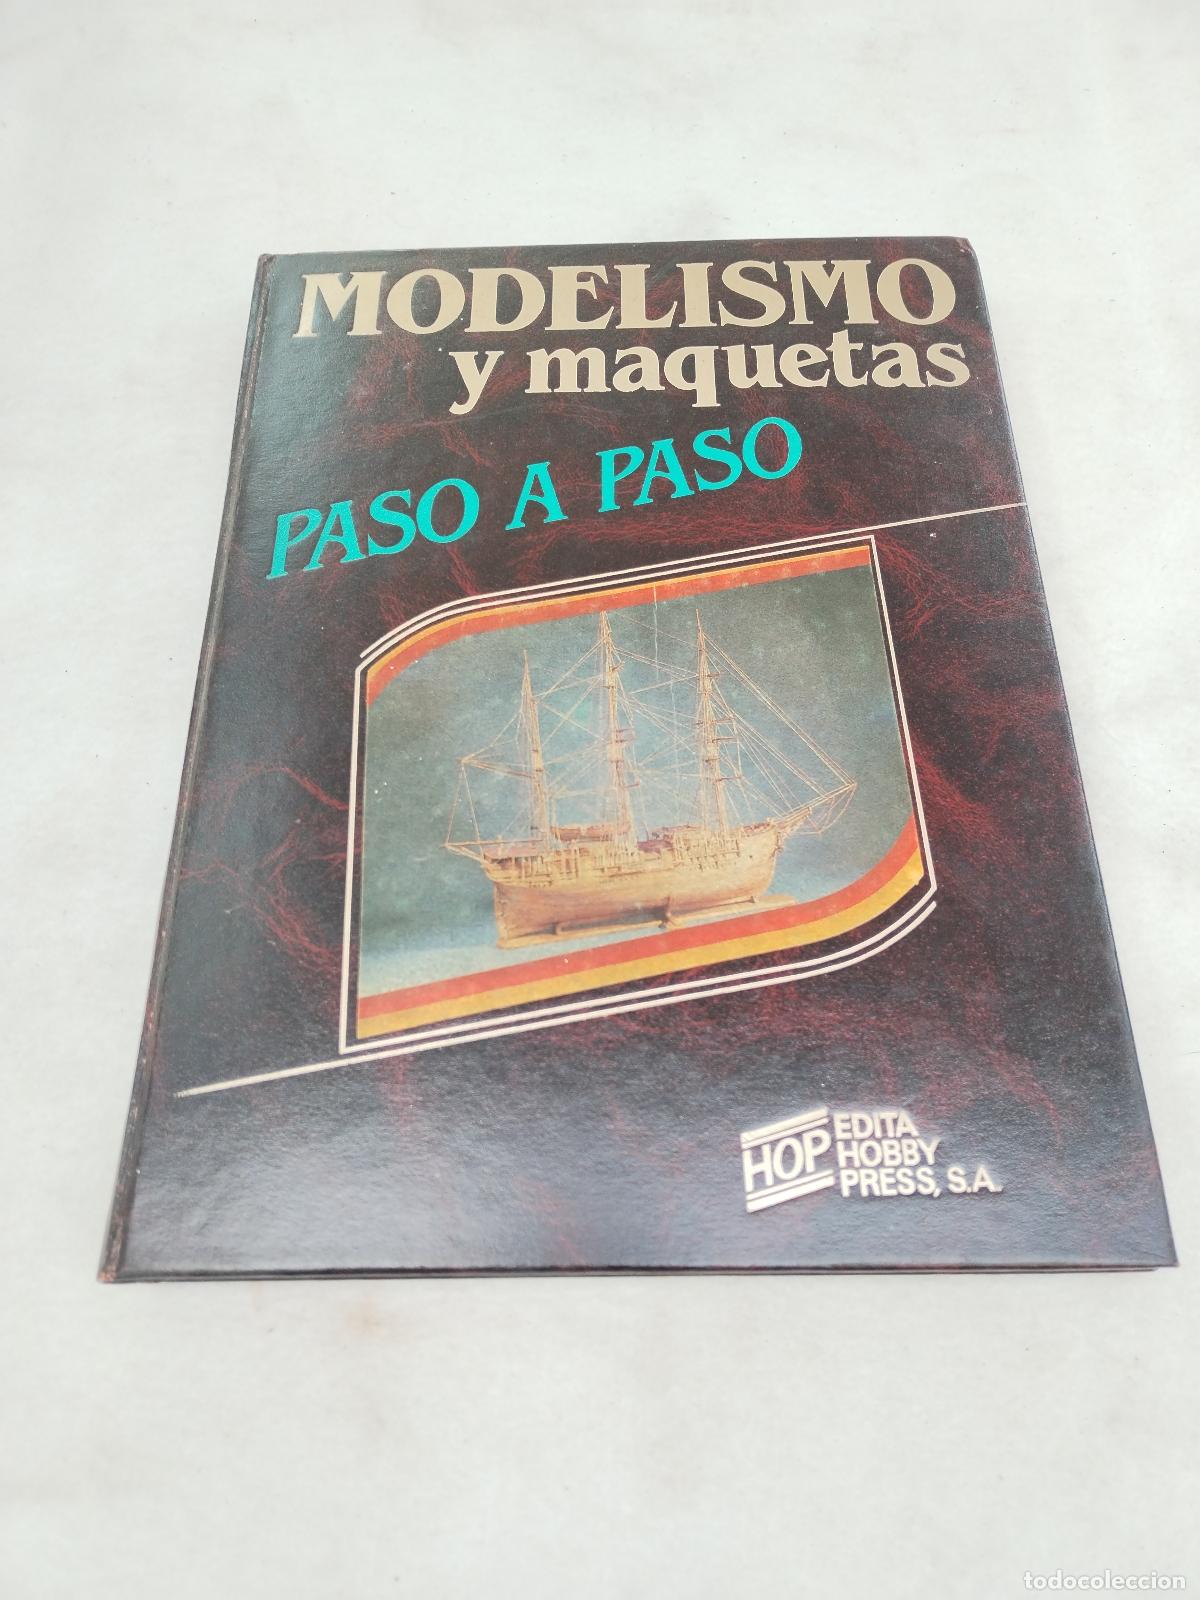 MODELISMO
y maquetas
PASO A PASO
HOP
EDITA
HOBBY
PRESS, S.A.
todocoleccion